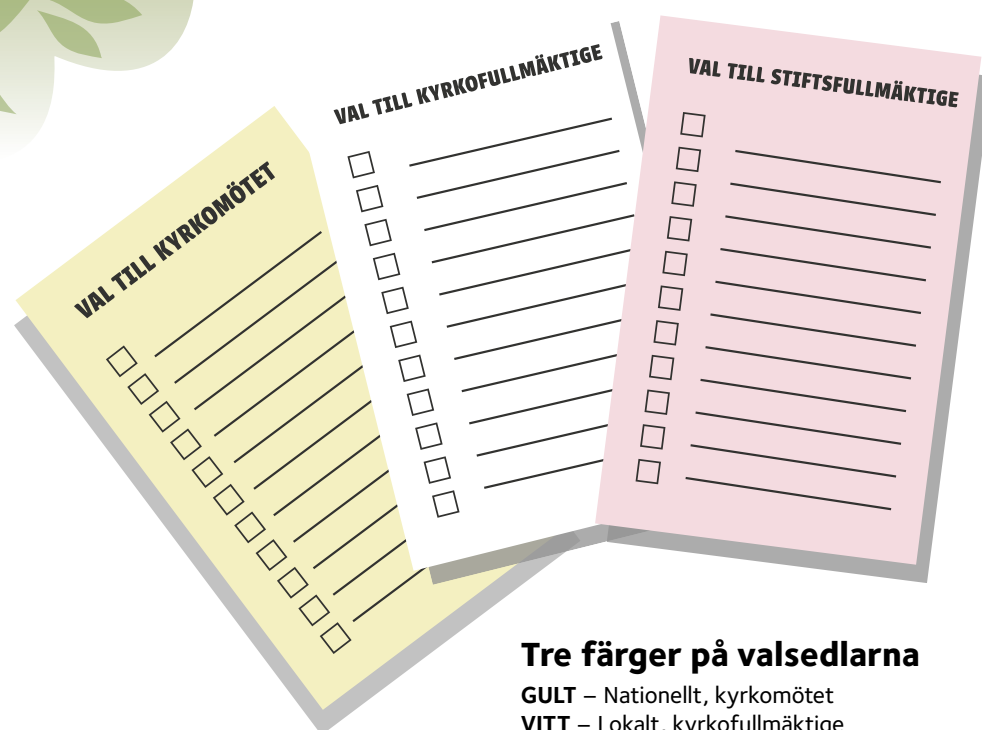 VAL TILL KYRKOMÖTET
VAL TILL KYRKOFULLMÄKTIGE
VAL TILL STIFTSFULLMÄKTIGE
Tre färger på valsedlarna
GULT – Nationellt, kyrkomötet
VITT – Lokalt, kyrkofullmäktige